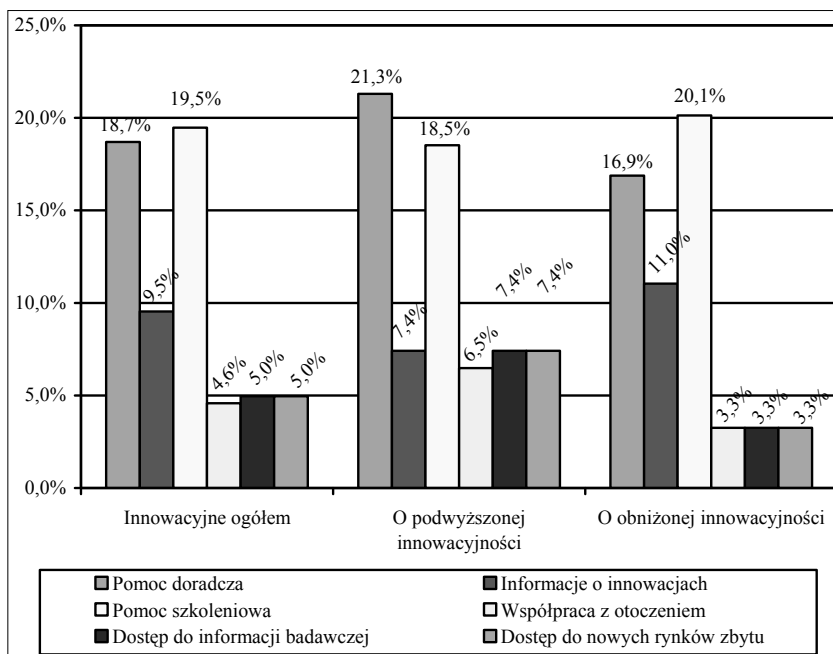 25,0%
20,0%
15,0%
10,0%
5,0%
0,0%
18,7%
9,5%
19,5%
4,6%
5,0%
5,0%
21,3%
7,4%
18,5%
6,5%
7,4%
7,4%
16,9%
11,0%
20,1%
3,3%
3,3%
3,3%
Innowacyjne ogółem
O podwyższonej
innowacyjności
O obniżonej innowacyjności
Pomoc doradcza
Informacje o innowacjach
Pomoc szkoleniowa
Współpraca z otoczeniem
Dostęp do informacji badawczej
Dostęp do nowych rynków zbytu